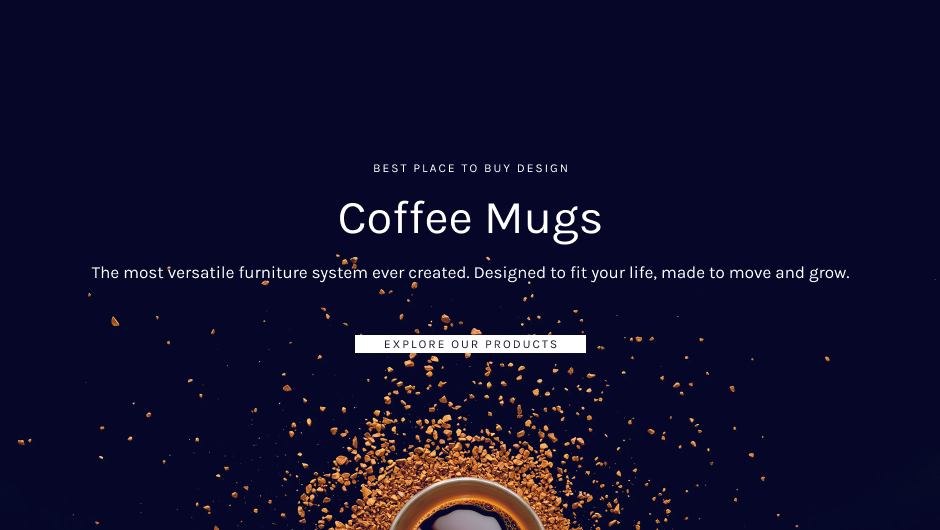 BEST PLACE TO BUY DESIGN
Coffee Mugs
The most versatile furniture system ever created. Designed to fit your life, made to move and grow.
EXPLORE OUR PRODUCTS